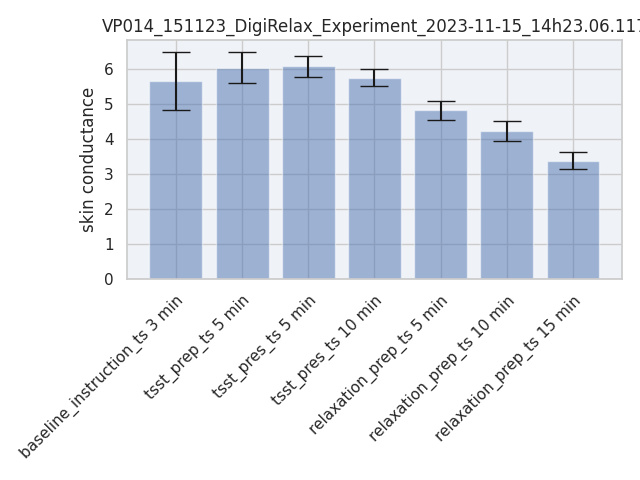 VP014_151123_DigiRelax_Experiment_2023-11-15_14h23.06.117
skin conductance
6
5
4
3
2
1
0
baseline_instruction_ts 3 min
tsst_prep_ts 5 min
tsst_pres_ts 5 min
tsst_pres_ts 10 min
relaxation_prep_ts 5 min
relaxation_prep_ts 10 min
relaxation_prep_ts 15 min